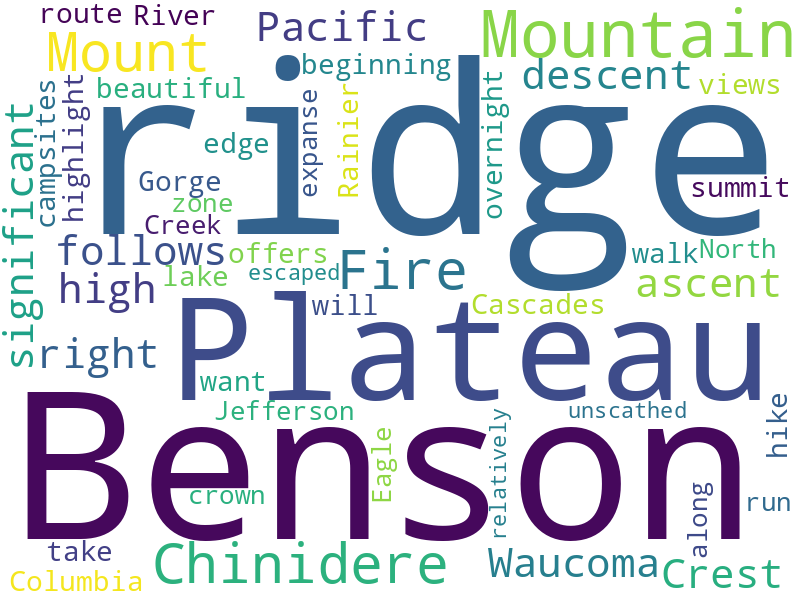 route River
Pacific
Mountain
Mount
beginning
descent
views
beautiful
campsites
highlight
ridge
expanse
Rainier
overnight
edge
significant
Gorge
zone
Creek
summit
follows
offers
walk
North
high
lake
escaped
Fire
ascent
will
Cascades
right
Plateau
want
Jefferson
unscathed
hike
Benson
Eagle
relatively
crown
along
run
take
Chinidere
Waucoma
Crest
Columbia